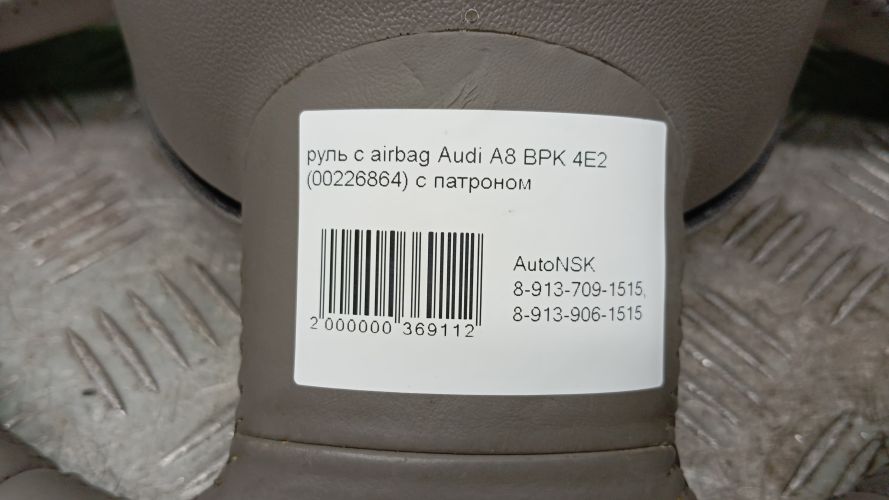 руль с airbag Audi A8 BPK 4E2
(00226864) с патроном
AutoNSK
8-913-709-1515,
8-913-906-1515
2 000000 369112